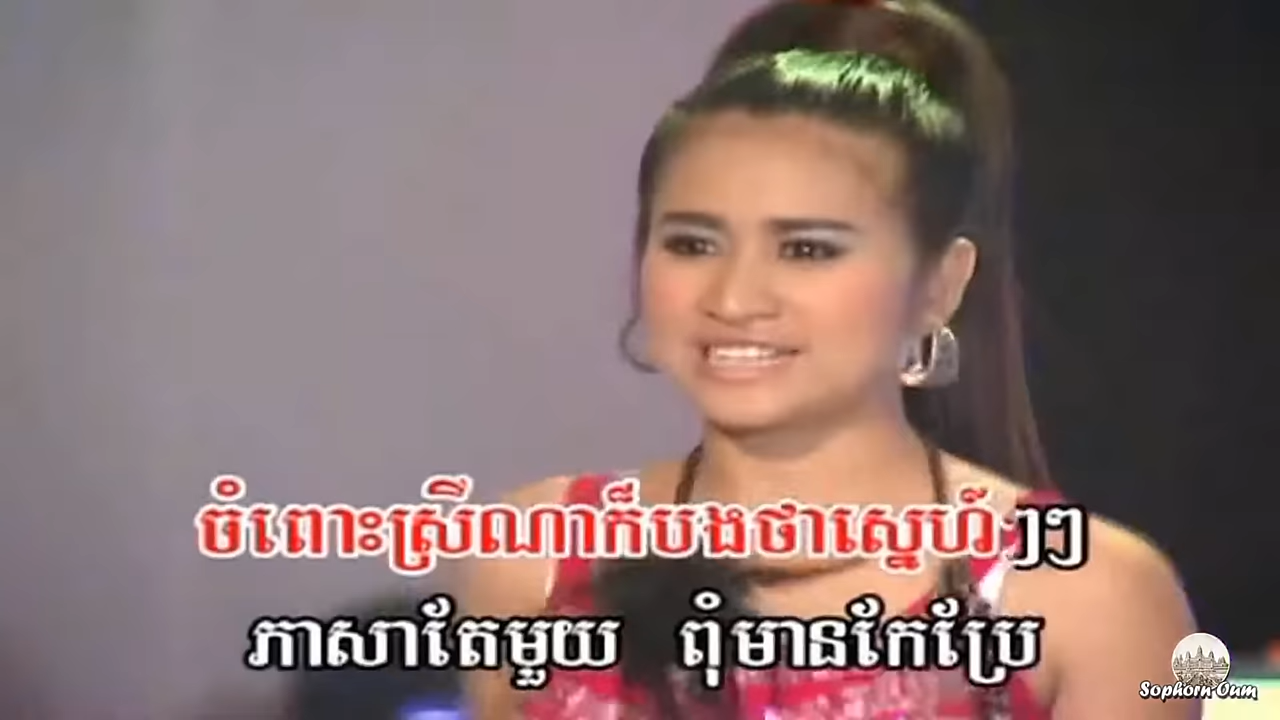 ចំពោះស្រីណាក៏បងថាស្នេហ៍ៗៗ
ភាសាតែមួយ ពុំមានកែប្រែ
Sophorn Oum